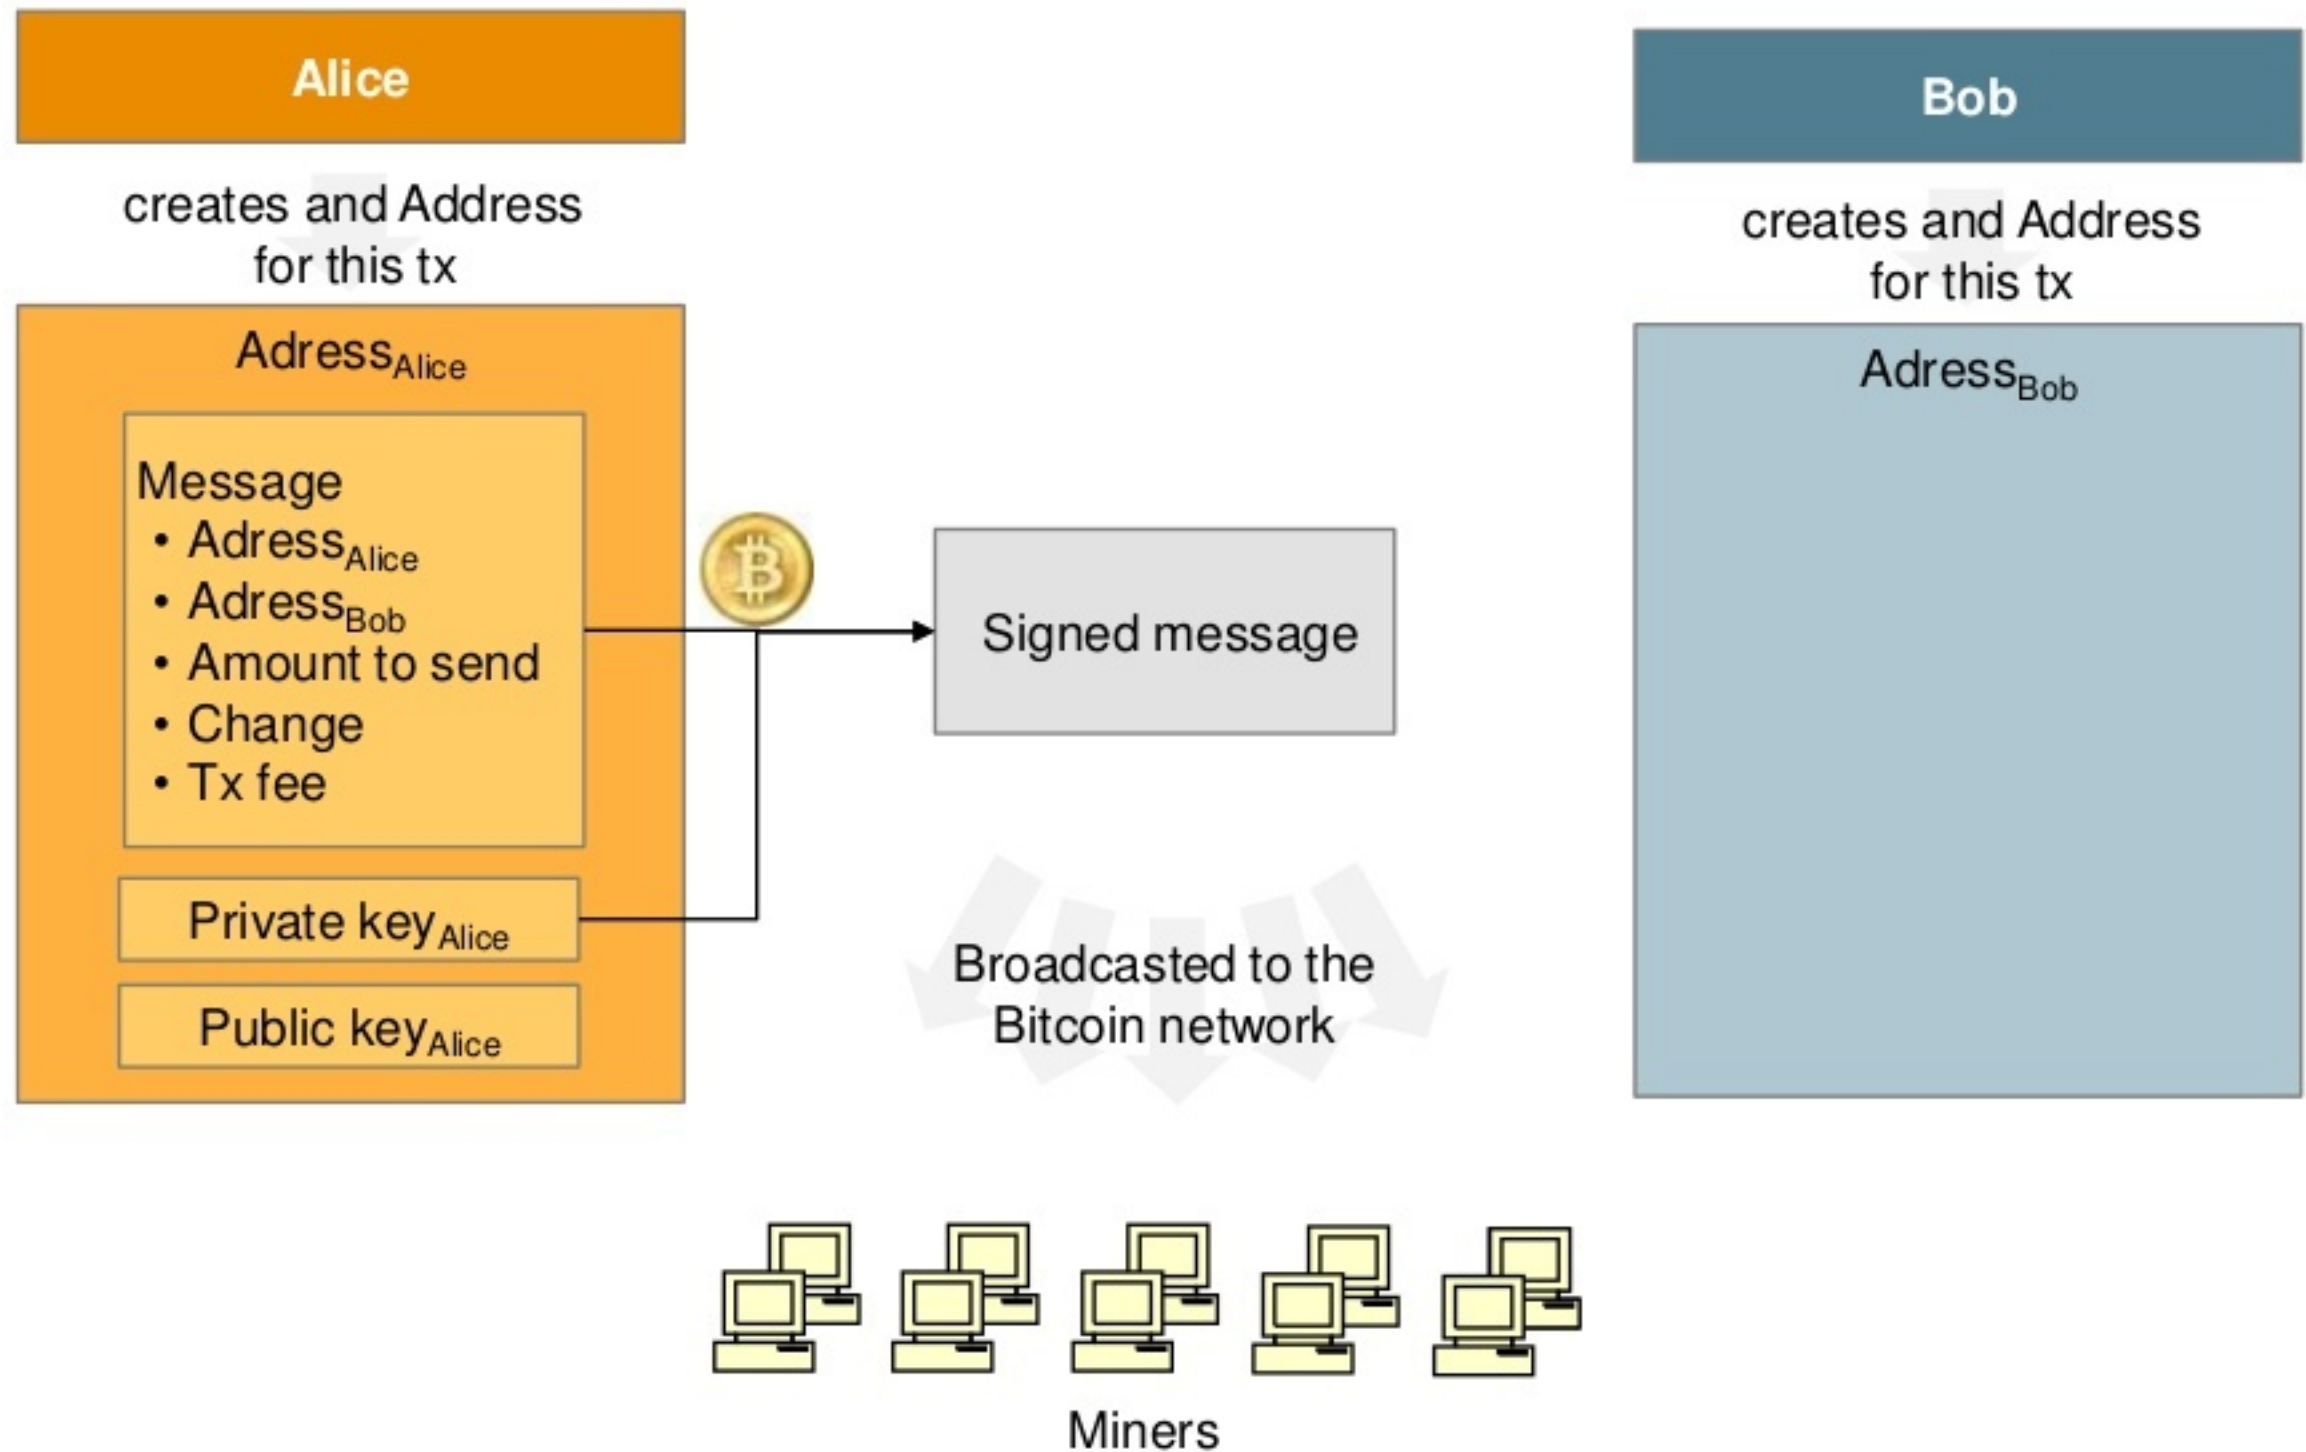 Alice
creates and Address
for this tx
AdressAlice
Message
• AdressAlice
• AdressBob
• Amount to send
• Change
• Tx fee
Private keyAlice
Public keyAlice
Signed message
Broadcasted to the
Bitcoin network
Miners
Bob
creates and Address
for this tx
AdressBob